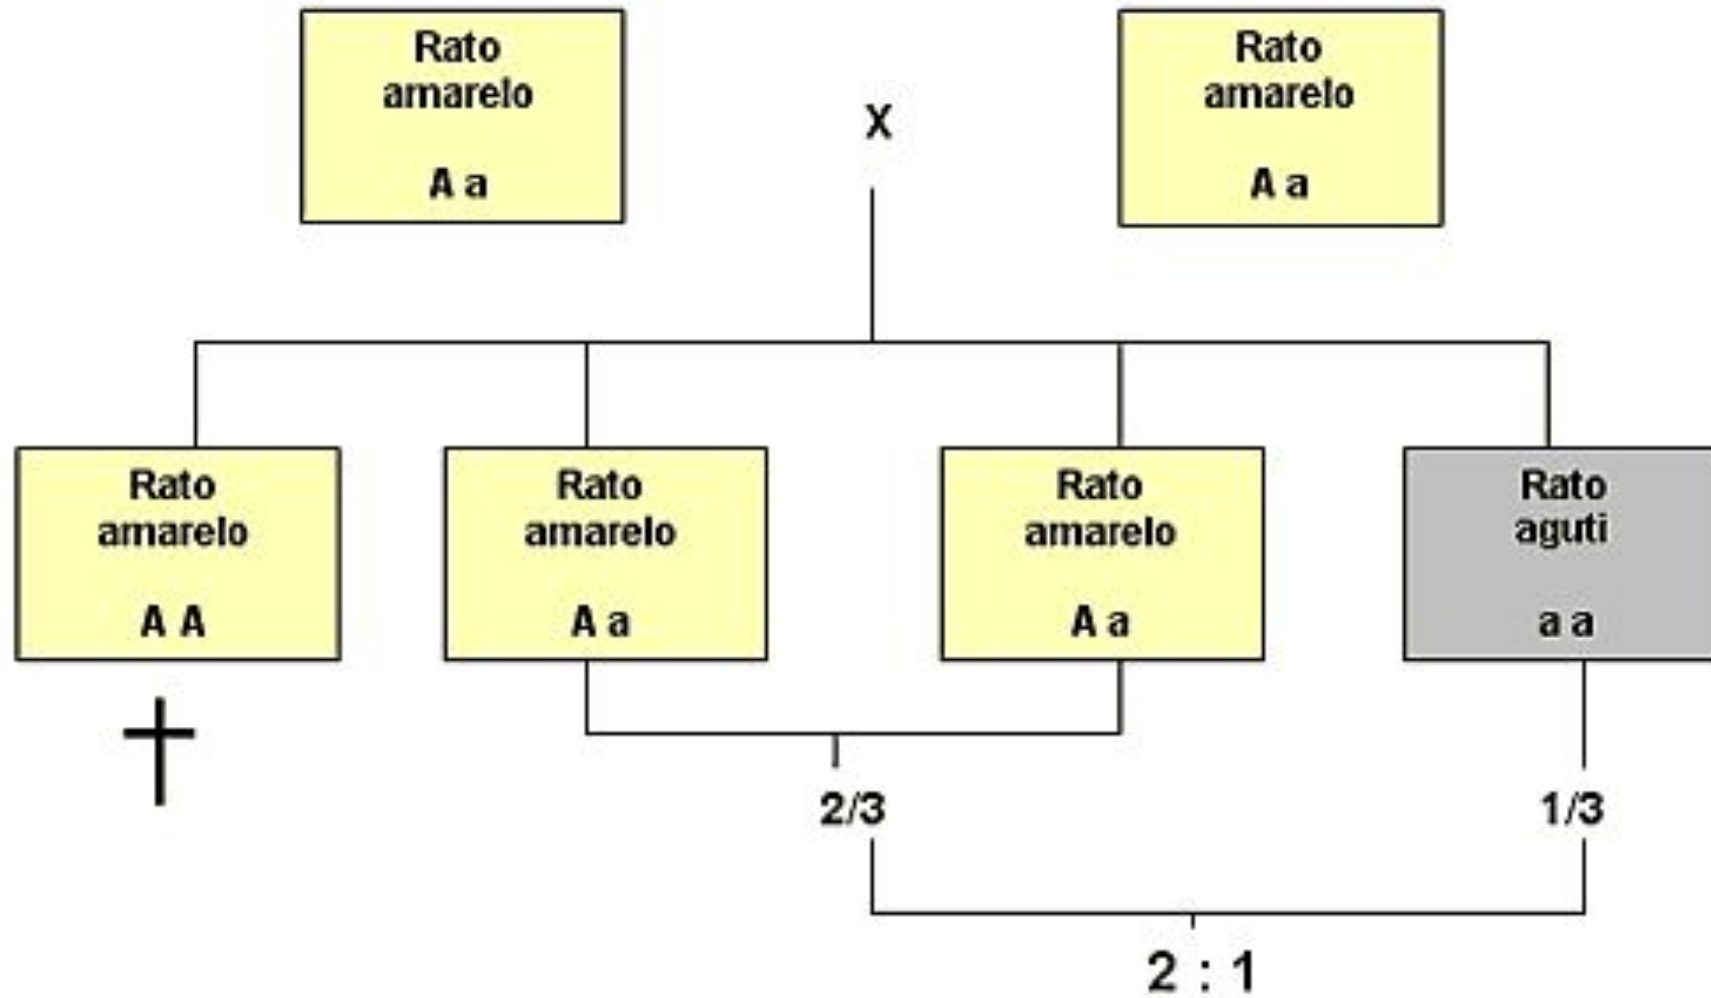 Rato
amarelo
A a
X
Rato
amarelo
A a
Rato
amarelo
A A
Rato
amarelo
A a
Rato
amarelo
A a
Rato
aguti
a a
2/3
1/3
2 : 1